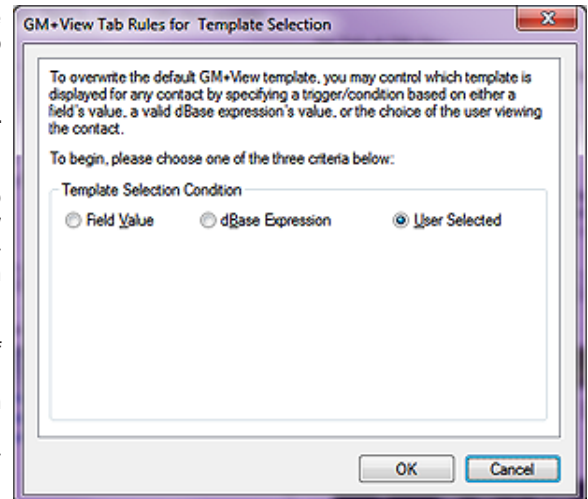 GM+View Tab Rules for Template Selection
To overwrite the default GM+View template, you may control which template is
displayed for any contact by specifying a trigger/condition based on either a
field's value, a valid dBase expression's value, or the choice of the user viewing
the contact.
To begin, please choose one of the three criteria below:
Template Selection Condition
Field Value dBase Expression User Selected
OK Cancel